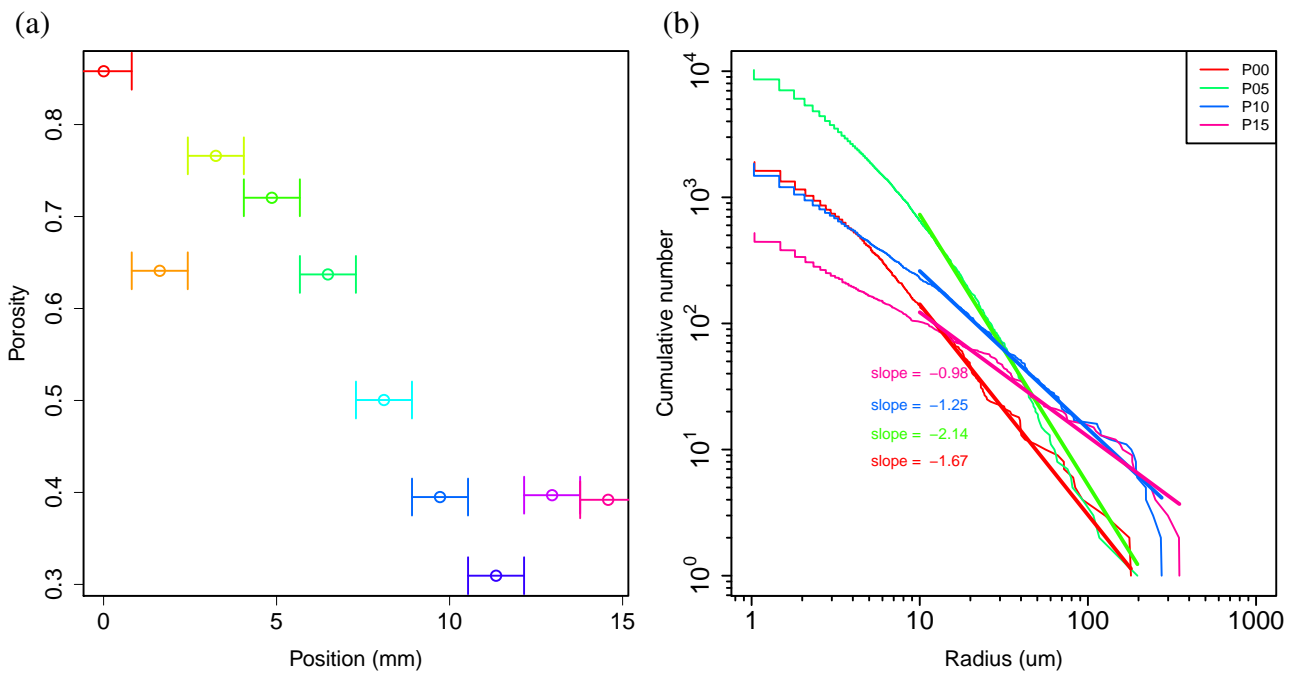 (a)
Porosity
0.8
0.7
0.6
0.5
0.4
0.3
0
5
10
15
Position (mm)
(b)
Cumulative number
10^4
10^3
10^2
10^1
10^0
P00
P05
P10
P15
slope = −0.98
slope = −1.25
slope = −2.14
slope = −1.67
1
10
100
1000
Radius (um)